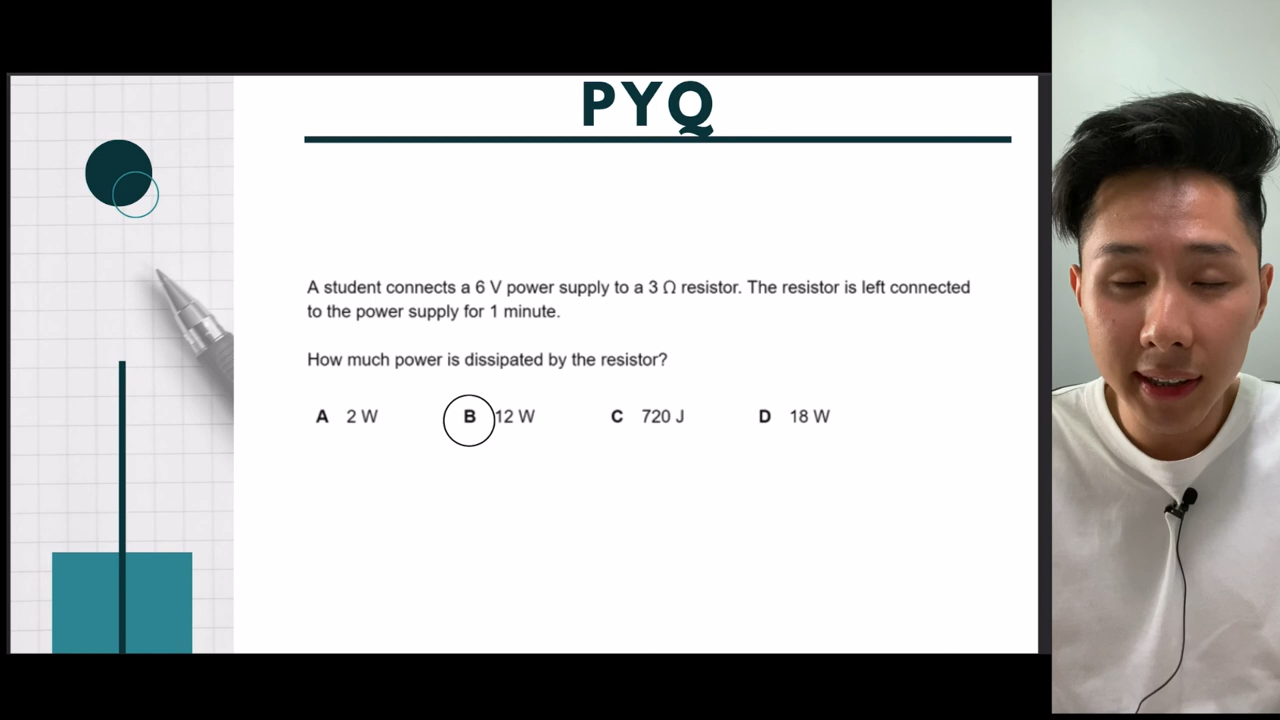 PYQ
A student connects a 6 V power supply to a 3 Ω resistor. The resistor is left connected
to the power supply for 1 minute.
How much power is dissipated by the resistor?
A 2 W B 12 W C 720 J D 18 W